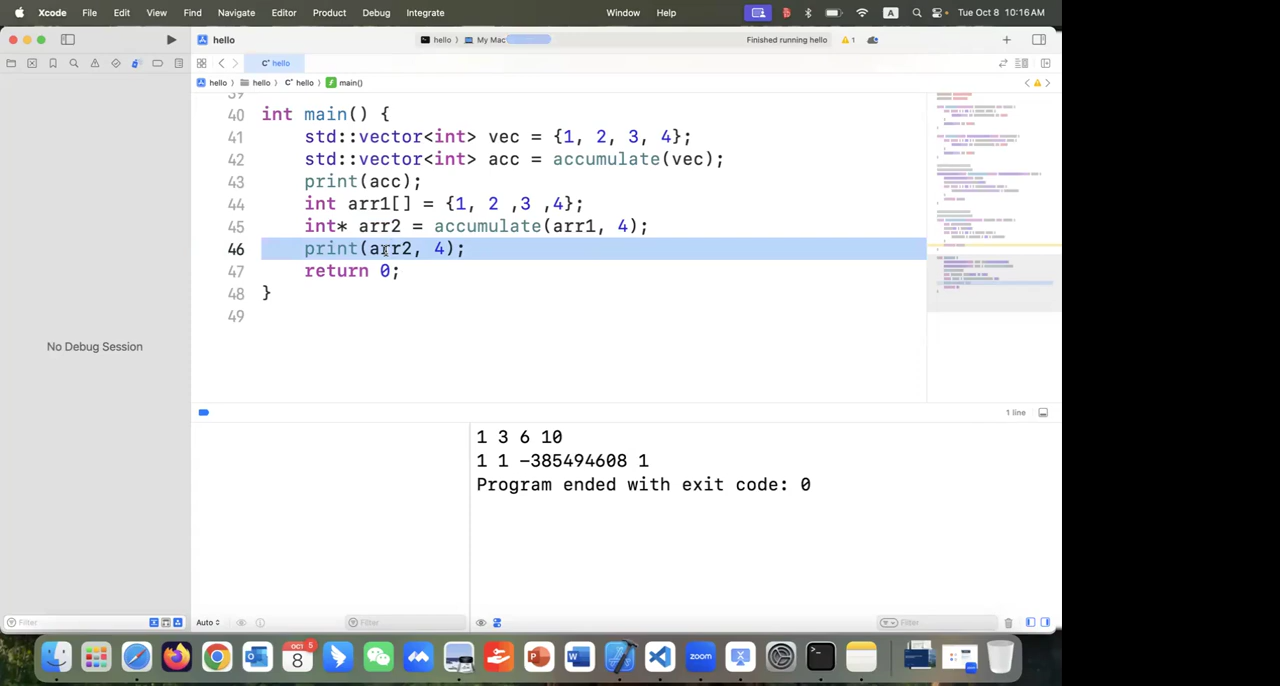 Xcode File Edit View Find Navigate Editor Product Debug Integrate Window Help A Tue Oct 8 10:16 AM
hello hello 〉 My Mac Finished running hello 1
hello
hello 〉 hello 〉 hello 〉 main()
39
40 int main() {
41 std::vector<int> vec = {1, 2, 3, 4};
42 std::vector<int> acc = accumulate(vec);
43 print(acc);
44 int arr1[] = {1, 2 ,3 ,4};
45 int* arr2 = accumulate(arr1, 4);
46 print(arr2, 4);
47 return 0;
48 }
49
No Debug Session
1 line
1 3 6 10
1 1 -385494608 1
Program ended with exit code: 0
Filter Auto Filter Filter
OCT 5
8
zoom